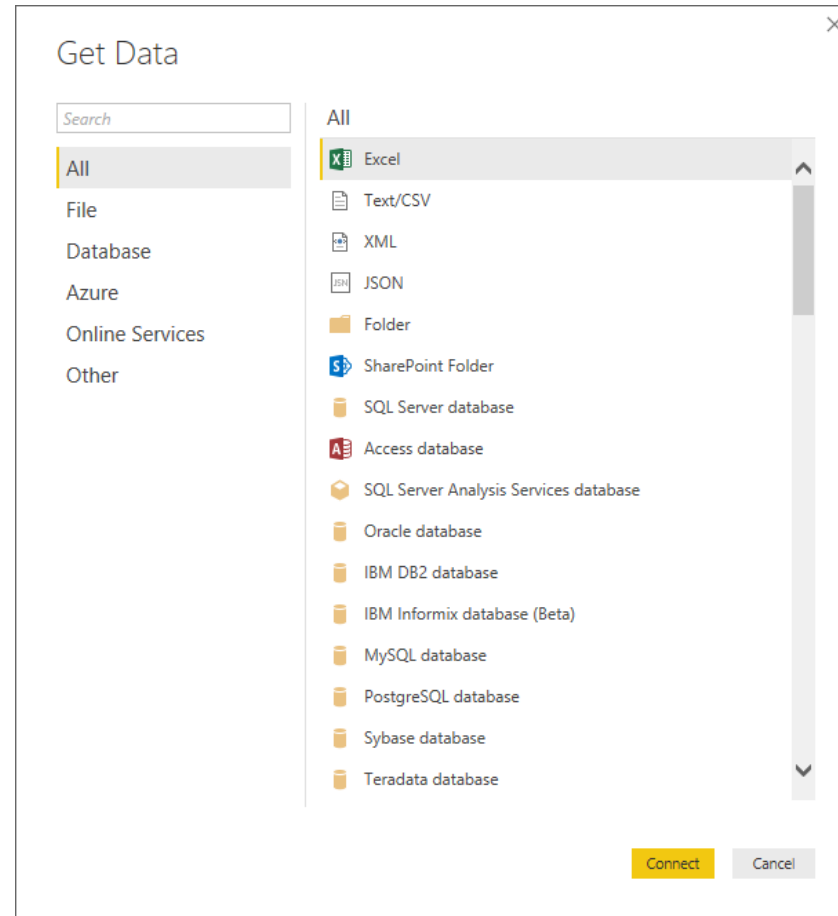 Get Data
Search
All
File
Database
Azure
Online Services
Other
All
Excel
Text/CSV
XML
JSN JSON
Folder
SharePoint Folder
SQL Server database
Access database
SQL Server Analysis Services database
Oracle database
IBM DB2 database
IBM Informix database (Beta)
MySQL database
PostgreSQL database
Sybase database
Teradata database
Connect Cancel